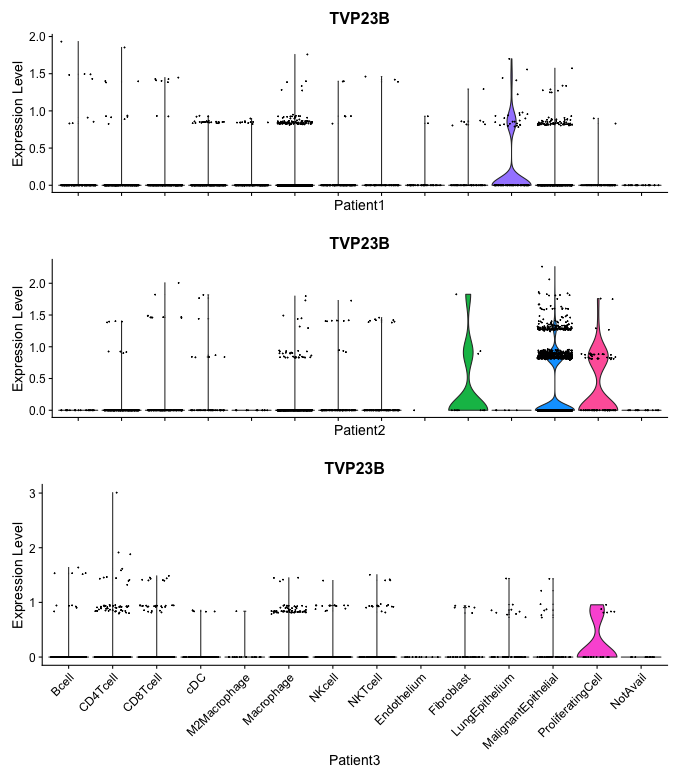 TVP23B
Expression Level
2.0
1.5
1.0
0.5
0.0
Patient1
TVP23B
Expression Level
2.0
1.5
1.0
0.5
0.0
Patient2
TVP23B
Expression Level
3
2
1
0
Bcell
CD4Tcell
CD8Tcell
cDC
M2Macrophage
Macrophage
NKcell
NKTcell
Endothelium
Fibroblast
LungEpithelium
MalignantEpithelial
ProliferatingCell
NotAvail
Patient3